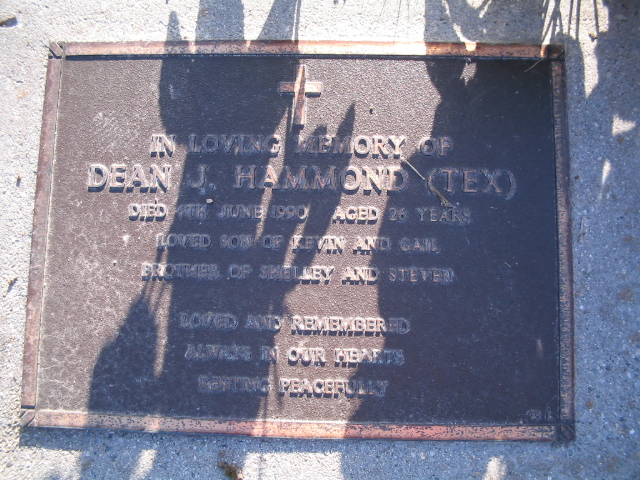 IN LOVING MEMORY OF
DEAN J. HAMMOND (TEX)
DIED 4TH JUNE 1990 AGED 26 YEARS
LOVED SON OF KEVIN AND GAIL
BROTHER OF SHELLEY AND STEVEN
LOVED AND REMEMBERED
ALWAYS IN OUR HEARTS
RESTING PEACEFULLY